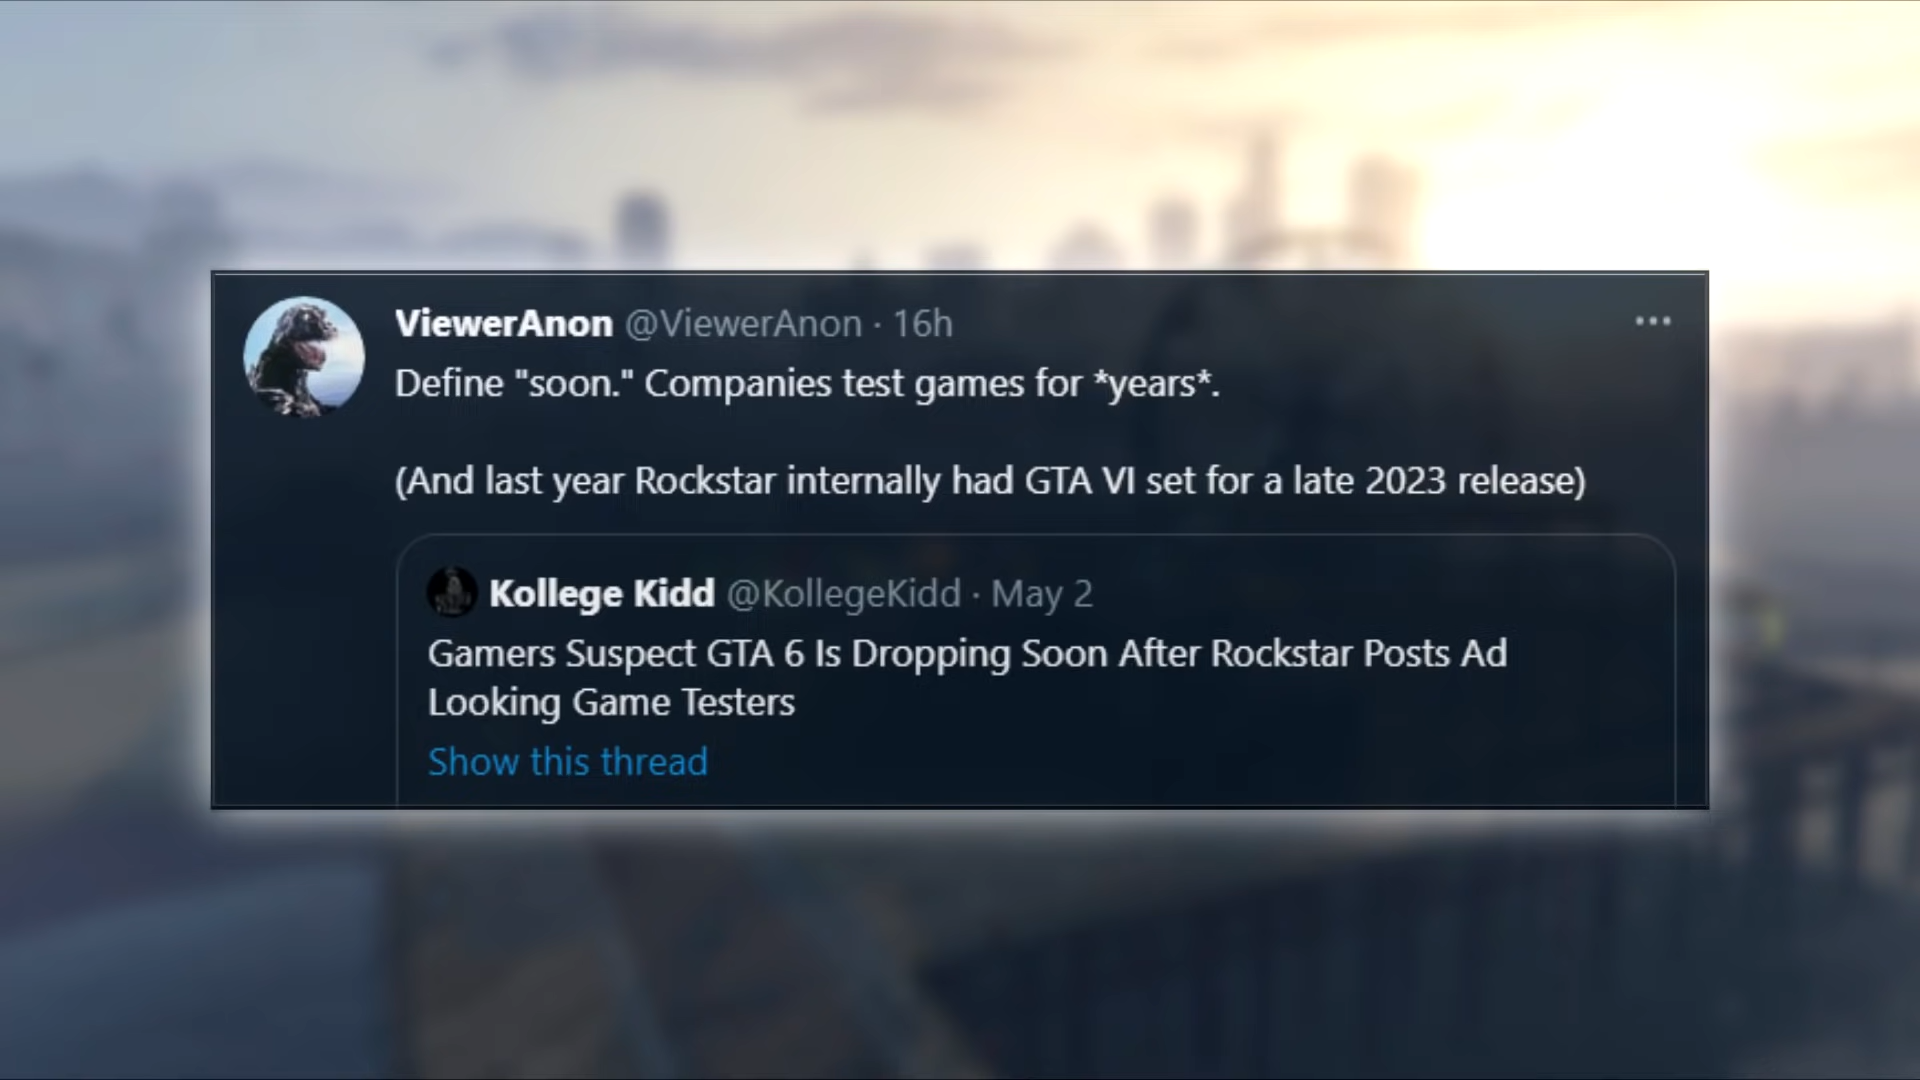 ViewerAnon @ViewerAnon · 16h
Define "soon." Companies test games for *years*.
(And last year Rockstar internally had GTA VI set for a late 2023 release)
Kollege Kidd @KollegeKidd · May 2
Gamers Suspect GTA 6 Is Dropping Soon After Rockstar Posts Ad
Looking Game Testers
Show this thread